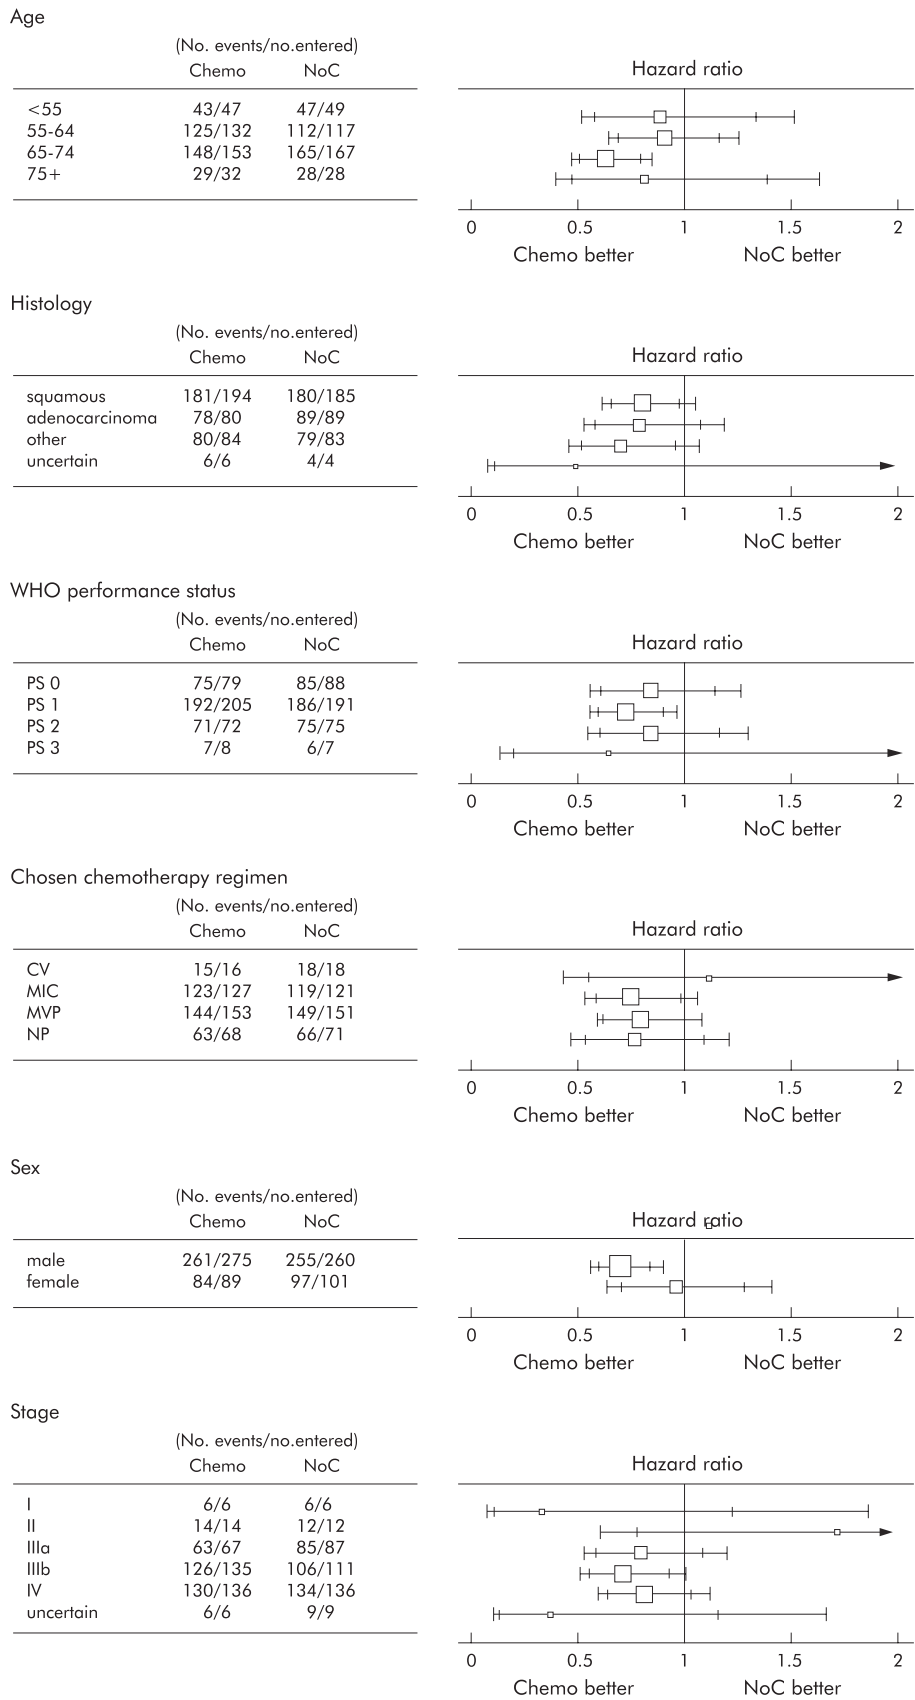 Age
(No. events/no.entered)
Chemo NoC
Hazard ratio
<55 43/47 47/49
55-64 125/132 112/117
65-74 148/153 165/167
75+ 29/32 28/28
0 0.5 1 1.5 2
Chemo better NoC better
Histology
(No. events/no.entered)
Chemo NoC
Hazard ratio
squamous 181/194 180/185
adenocarcinoma 78/80 89/89
other 80/84 79/83
uncertain 6/6 4/4
0 0.5 1 1.5 2
Chemo better NoC better
WHO performance status
(No. events/no.entered)
Chemo NoC
Hazard ratio
PS 0 75/79 85/88
PS 1 192/205 186/191
PS 2 71/72 75/75
PS 3 7/8 6/7
0 0.5 1 1.5 2
Chemo better NoC better
Chosen chemotherapy regimen
(No. events/no.entered)
Chemo NoC
Hazard ratio
CV 15/16 18/18
MIC 123/127 119/121
MVP 144/153 149/151
NP 63/68 66/71
0 0.5 1 1.5 2
Chemo better NoC better
Sex
(No. events/no.entered)
Chemo NoC
Hazard ratio
male 261/275 255/260
female 84/89 97/101
0 0.5 1 1.5 2
Chemo better NoC better
Stage
(No. events/no.entered)
Chemo NoC
Hazard ratio
I 6/6 6/6
II 14/14 12/12
IIIa 63/67 85/87
IIIb 126/135 106/111
IV 130/136 134/136
uncertain 6/6 9/9
0 0.5 1 1.5 2
Chemo better NoC better